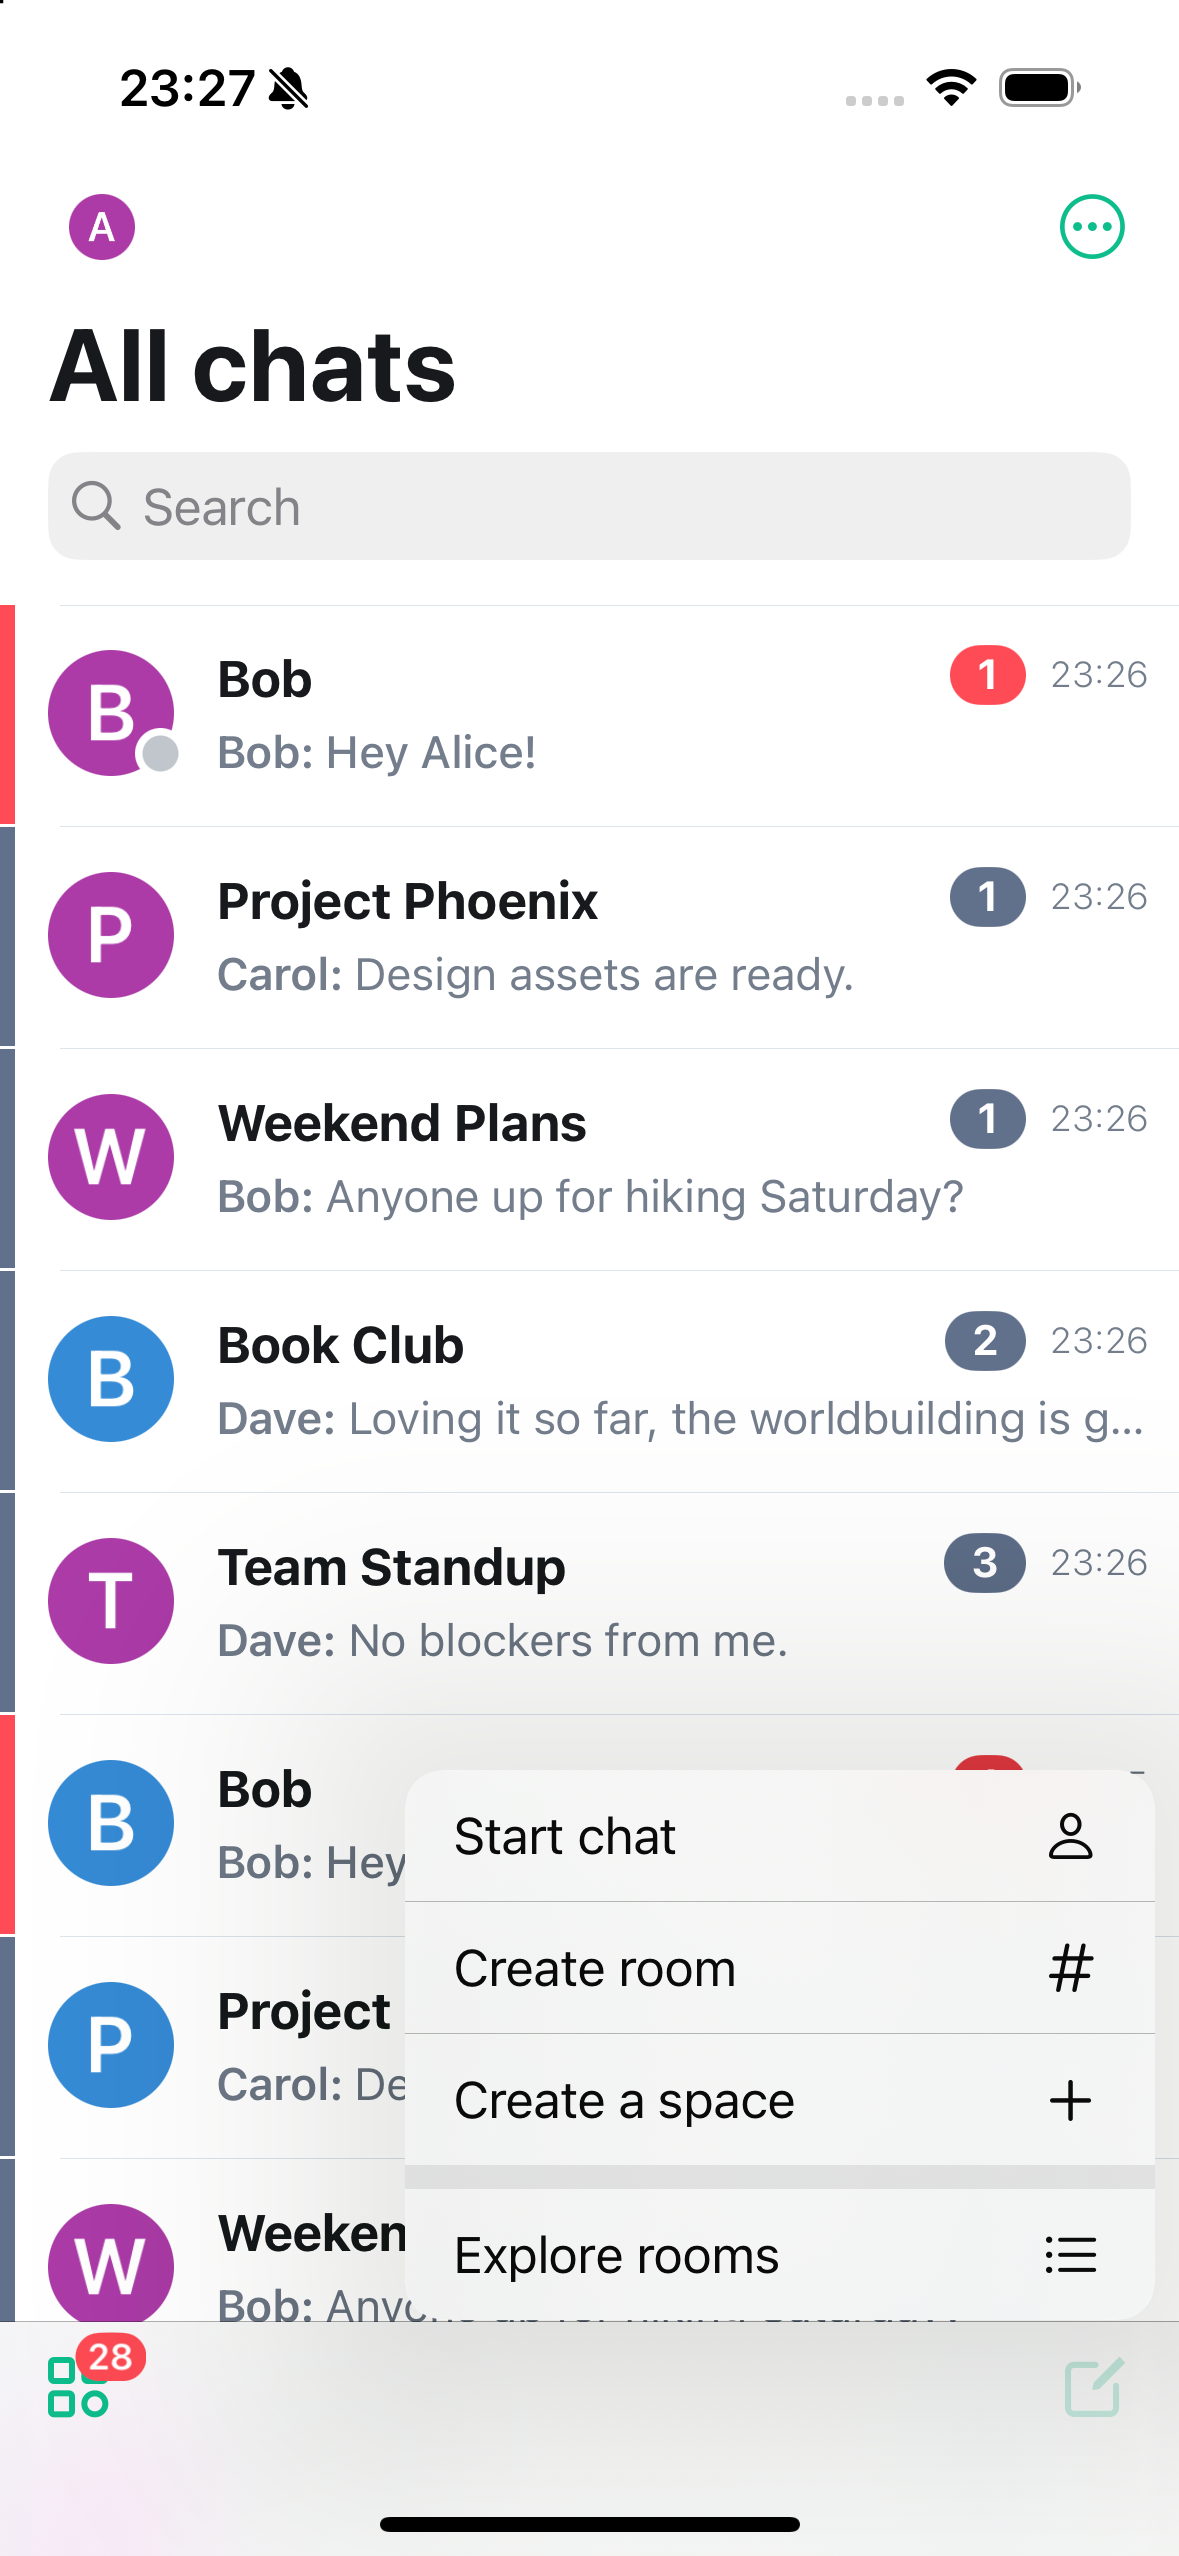 23:27
A
All chats
Search
B
Bob
1
23:26
Bob: Hey Alice!
P
Project Phoenix
1
23:26
Carol: Design assets are ready.
W
Weekend Plans
1
23:26
Bob: Anyone up for hiking Saturday?
B
Book Club
2
23:26
Dave: Loving it so far, the worldbuilding is g...
T
Team Standup
3
23:26
Dave: No blockers from me.
B
Bob
Bob: Hey
P
Project
Carol: De
W
Weeken
Bob:
Start chat
Create room
Create a space
Explore rooms
28